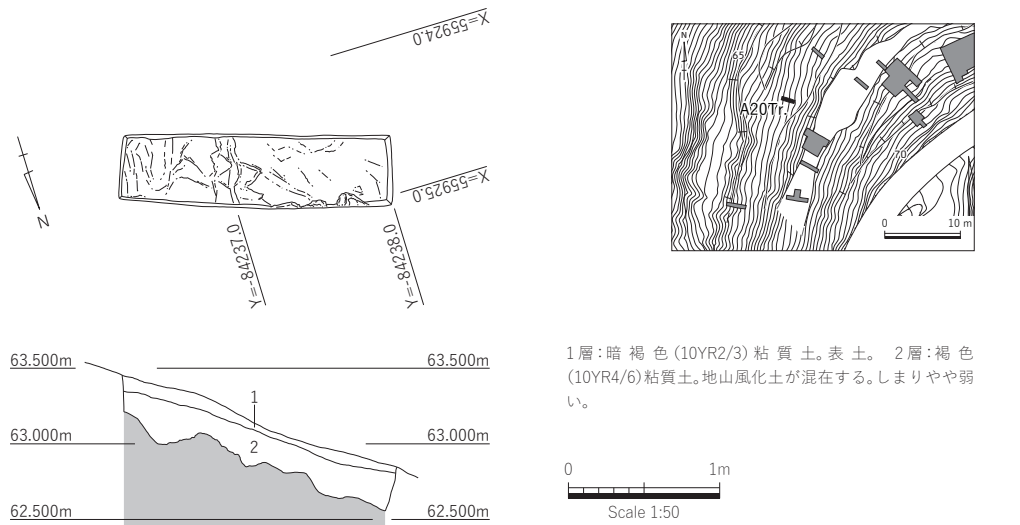 X=55924.0
X=55925.0
Y=-84237.0
Y=-84238.0
N
N
65
A20Tr.
70
0 10 m
63.500m 63.500m
1
63.000m 63.000m
2
62.500m 62.500m
1層：暗褐色(10YR2/3)粘質土。表土。 2層：褐色
(10YR4/6)粘質土。地山風化土が混在する。しまりやや弱
い。
0 1m
Scale 1:50